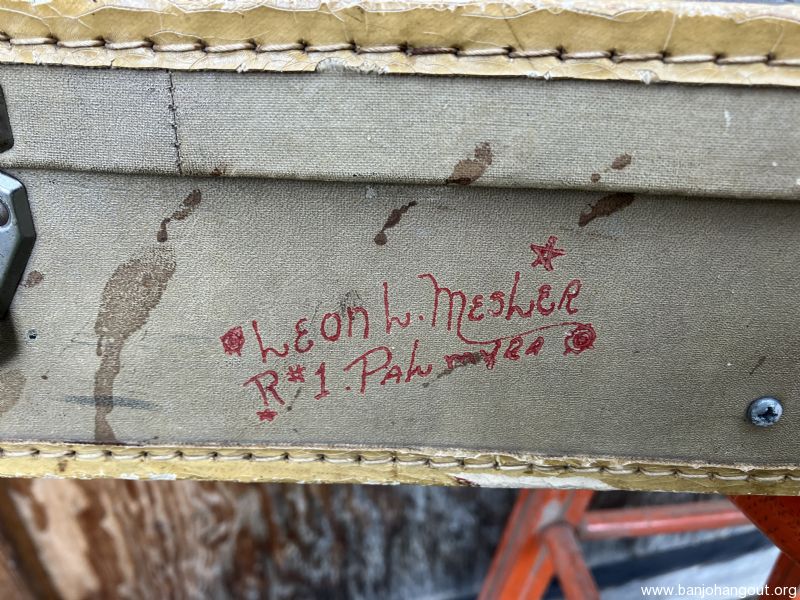 LEON L. MESLER
R#1. PALMYRA
www.banjohangout.org